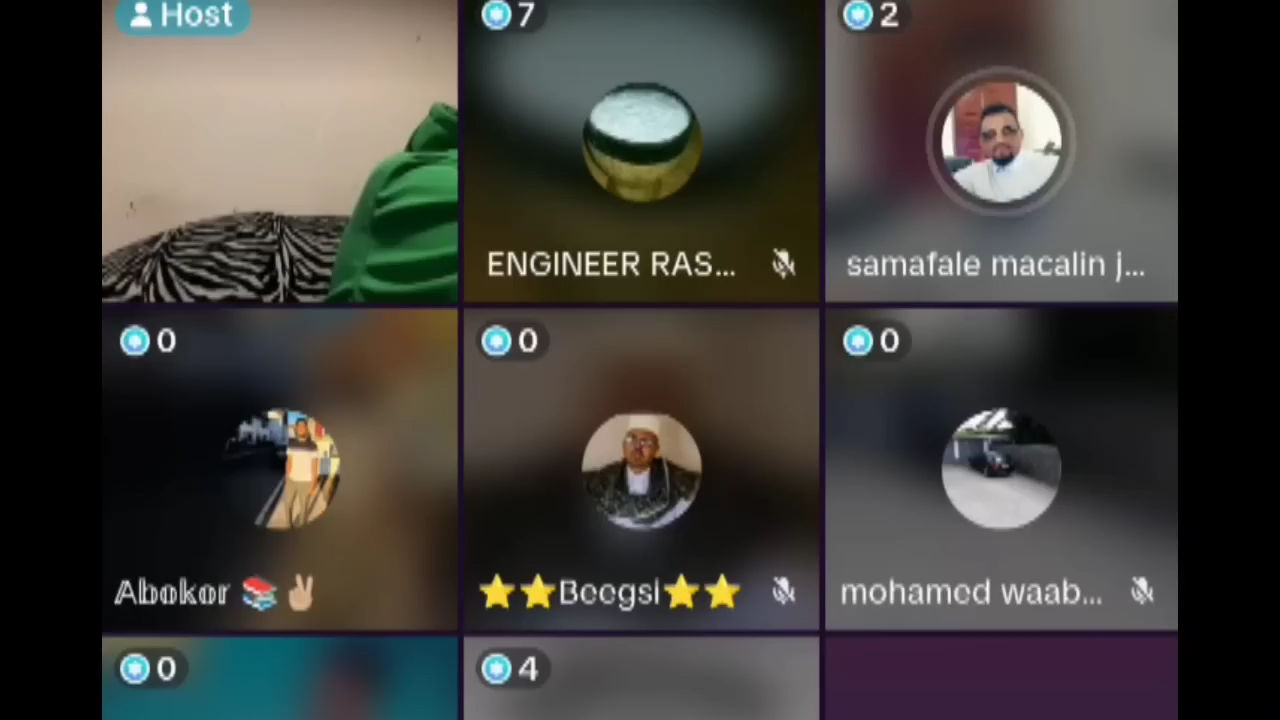 Host
7
2
ENGINEER RAS...
samafale macalin j...
0
0
0
Abokor 📚✌🏼
⭐⭐Beegsi⭐⭐
mohamed waab...
0
4